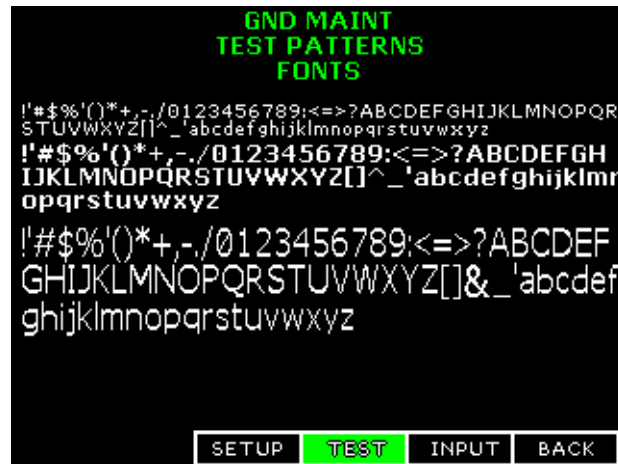 GND MAINT
TEST PATTERNS
FONTS
!'#$%'()*+,-./0123456789:<=>?ABCDEFGHIJKLMNOPQR
STUVWXYZ[]^_'abcdefghijklmnopqrstuvwxyz
!'#$%'()*+,-./0123456789:<=>?ABCDEFGH
IJKLMNOPQRSTUVWXYZ[]^_'abcdefghijklmn
opqrstuvwxyz
!'#$%'()*+,-./0123456789:<=>?ABCDEF
GHIJKLMNOPQRSTUVWXYZ[]&_'abcdef
ghijklmnopqrstuvwxyz
SETUP TEST INPUT BACK